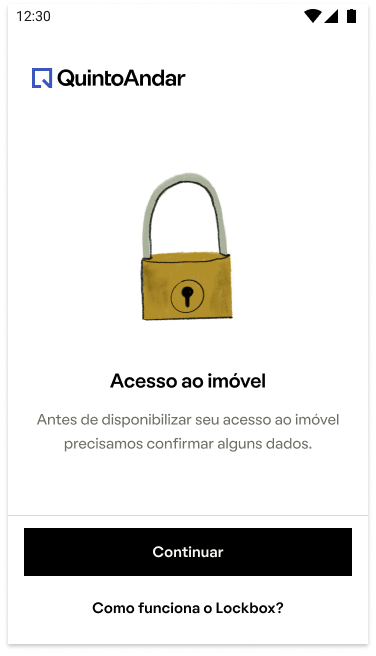 12:30
QuintoAndar
Acesso ao imóvel
Antes de disponibilizar seu acesso ao imóvel
precisamos confirmar alguns dados.
Continuar
Como funciona o Lockbox?